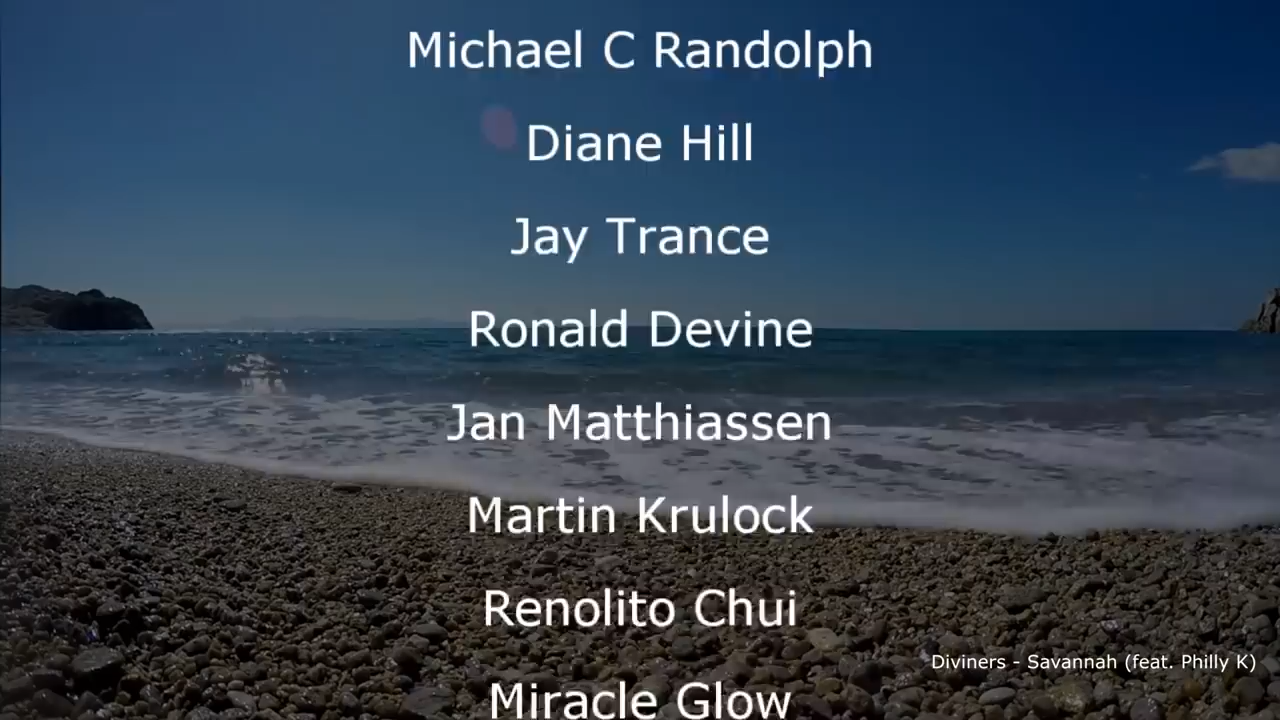 Michael C Randolph
Diane Hill
Jay Trance
Ronald Devine
Jan Matthiassen
Martin Krulock
Renolito Chui
Diviners - Savannah (feat. Philly K)
Miracle Glow